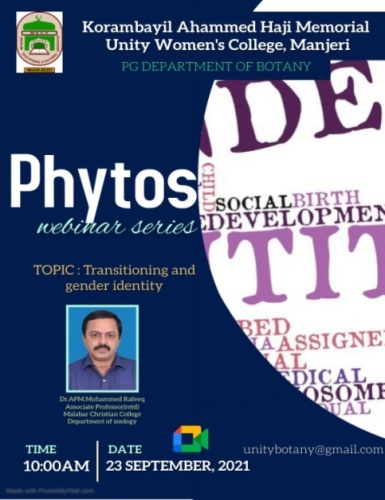 Korambayil Ahammed Haji Memorial
Unity Women's College, Manjeri
PG DEPARTMENT OF BOTANY
MANJERI
Phytos
webinar series
DE
CHILD
SOCIAL BIRTH
DEVELOPMEN
TIT
BED
ASSIGNE
AL
EDICAL
OSOME
UAL
TOPIC : Transitioning and
gender identity
Dr.APM.Mohammed Rafeeq
Associate Professor(retd)
Malabar Christian College
Department of zoology
TIME
10:00AM
DATE
23 SEPTEMBER, 2021
unitybotany@gmail.com
Made with PosterMyWall.com